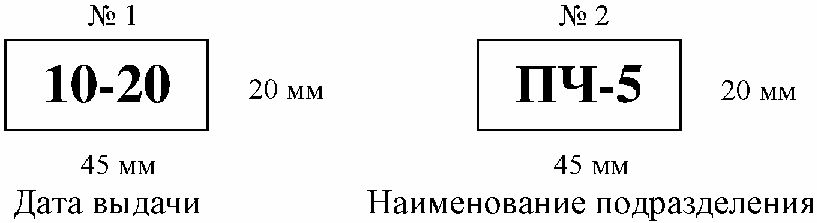 № 1
№ 2
10-20
20 мм
ПЧ-5
20 мм
45 мм
45 мм
Дата выдачи
Наименование подразделения